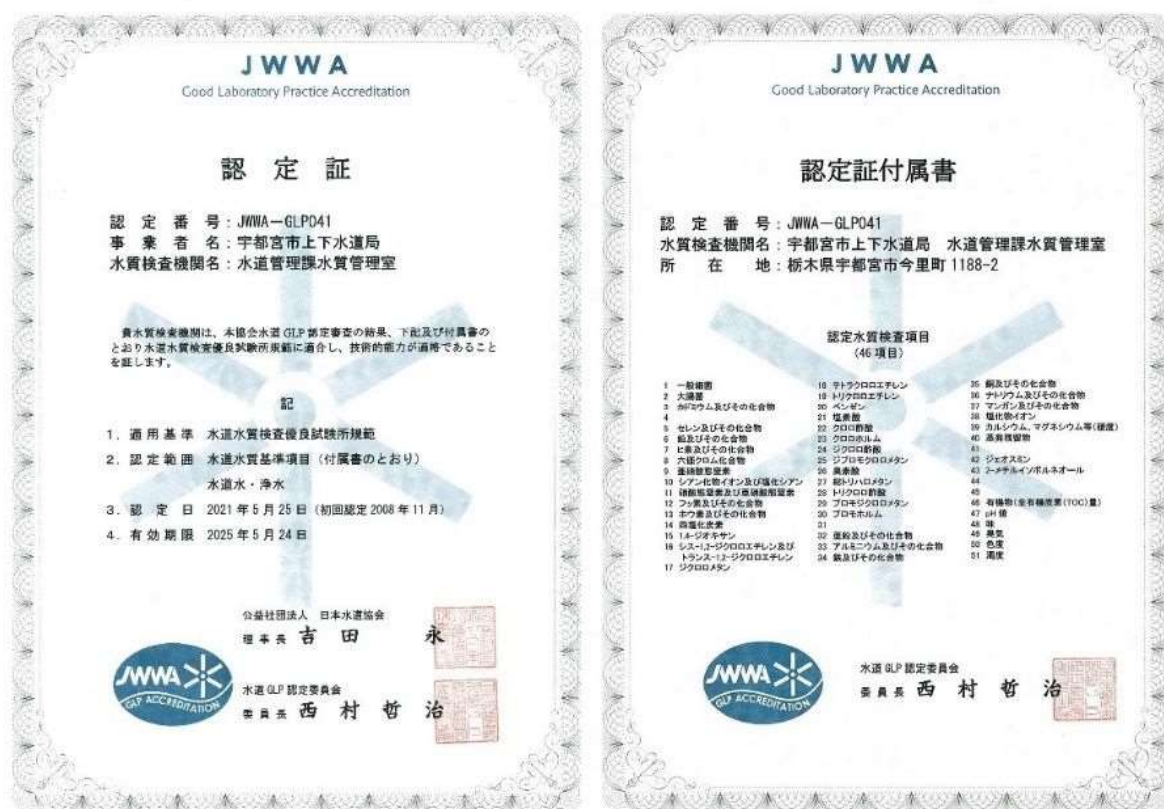 JWWA
Good Laboratory Practice Accreditation
認定証
認定番号：JWWA－GLP041
事業者名：宇都宮市上下水道局
水質検査機関名：水道管理課水質管理室
貴水質検査機関は、本協会水道 GLP 認定審査の結果、下記及び付属書の
とおり水道水質検査優良試験所規範に適合し、技術的能力が適格であること
を証します。
記
1. 適用基準 水道水質検査優良試験所規範
2. 認定範囲 水道水質基準項目（付属書のとおり）
水道水・浄水
3. 認定日 2021年5月25日（初回認定2008年11月）
4. 有効期限 2025年5月24日
公益社団法人 日本水道協会
理事長 吉田 永
水道 GLP 認定委員会
委員長 西村哲治
JWWA
GLP ACCREDITATION
JWWA
Good Laboratory Practice Accreditation
認定証付属書
認定番号：JWWA－GLP041
水質検査機関名：宇都宮市上下水道局 水道管理課水質管理室
所在地：栃木県宇都宮市今里町1188-2
認定水質検査項目
（46項目）
1 一般細菌
2 大腸菌
3 カドミウム及びその化合物
4
5 セレン及びその化合物
6 鉛及びその化合物
7 ヒ素及びその化合物
8 六価クロム化合物
9 亜硝酸態窒素
10 シアン化物イオン及び塩化シアン
11 硝酸態窒素及び亜硝酸態窒素
12 フッ素及びその化合物
13 ホウ素及びその化合物
14 四塩化炭素
15 1,4-ジオキサン
16 シス-1,2-ジクロロエチレン及び
トランス-1,2-ジクロロエチレン
17 ジクロロメタン
18 テトラクロロエチレン
19 トリクロロエチレン
20 ベンゼン
21 塩素酸
22 クロロ酢酸
23 クロロホルム
24 ジクロロ酢酸
25 ジブロモクロロメタン
26 臭素酸
27 総トリハロメタン
28 トリクロロ酢酸
29 ブロモジクロロメタン
30 ブロモホルム
31
32 亜鉛及びその化合物
33 アルミニウム及びその化合物
34 鉄及びその化合物
35 銅及びその化合物
36 ナトリウム及びその化合物
37 マンガン及びその化合物
38 塩化物イオン
39 カルシウム、マグネシウム等（硬度）
40 蒸発残留物
41
42 ジェオスミン
43 2-メチルイソボルネオール
44
45
46 有機物（全有機炭素（TOC）量）
47 pH値
48 味
49 臭気
50 色度
51 濁度
水道 GLP 認定委員会
委員長 西村哲治
JWWA
GLP ACCREDITATION